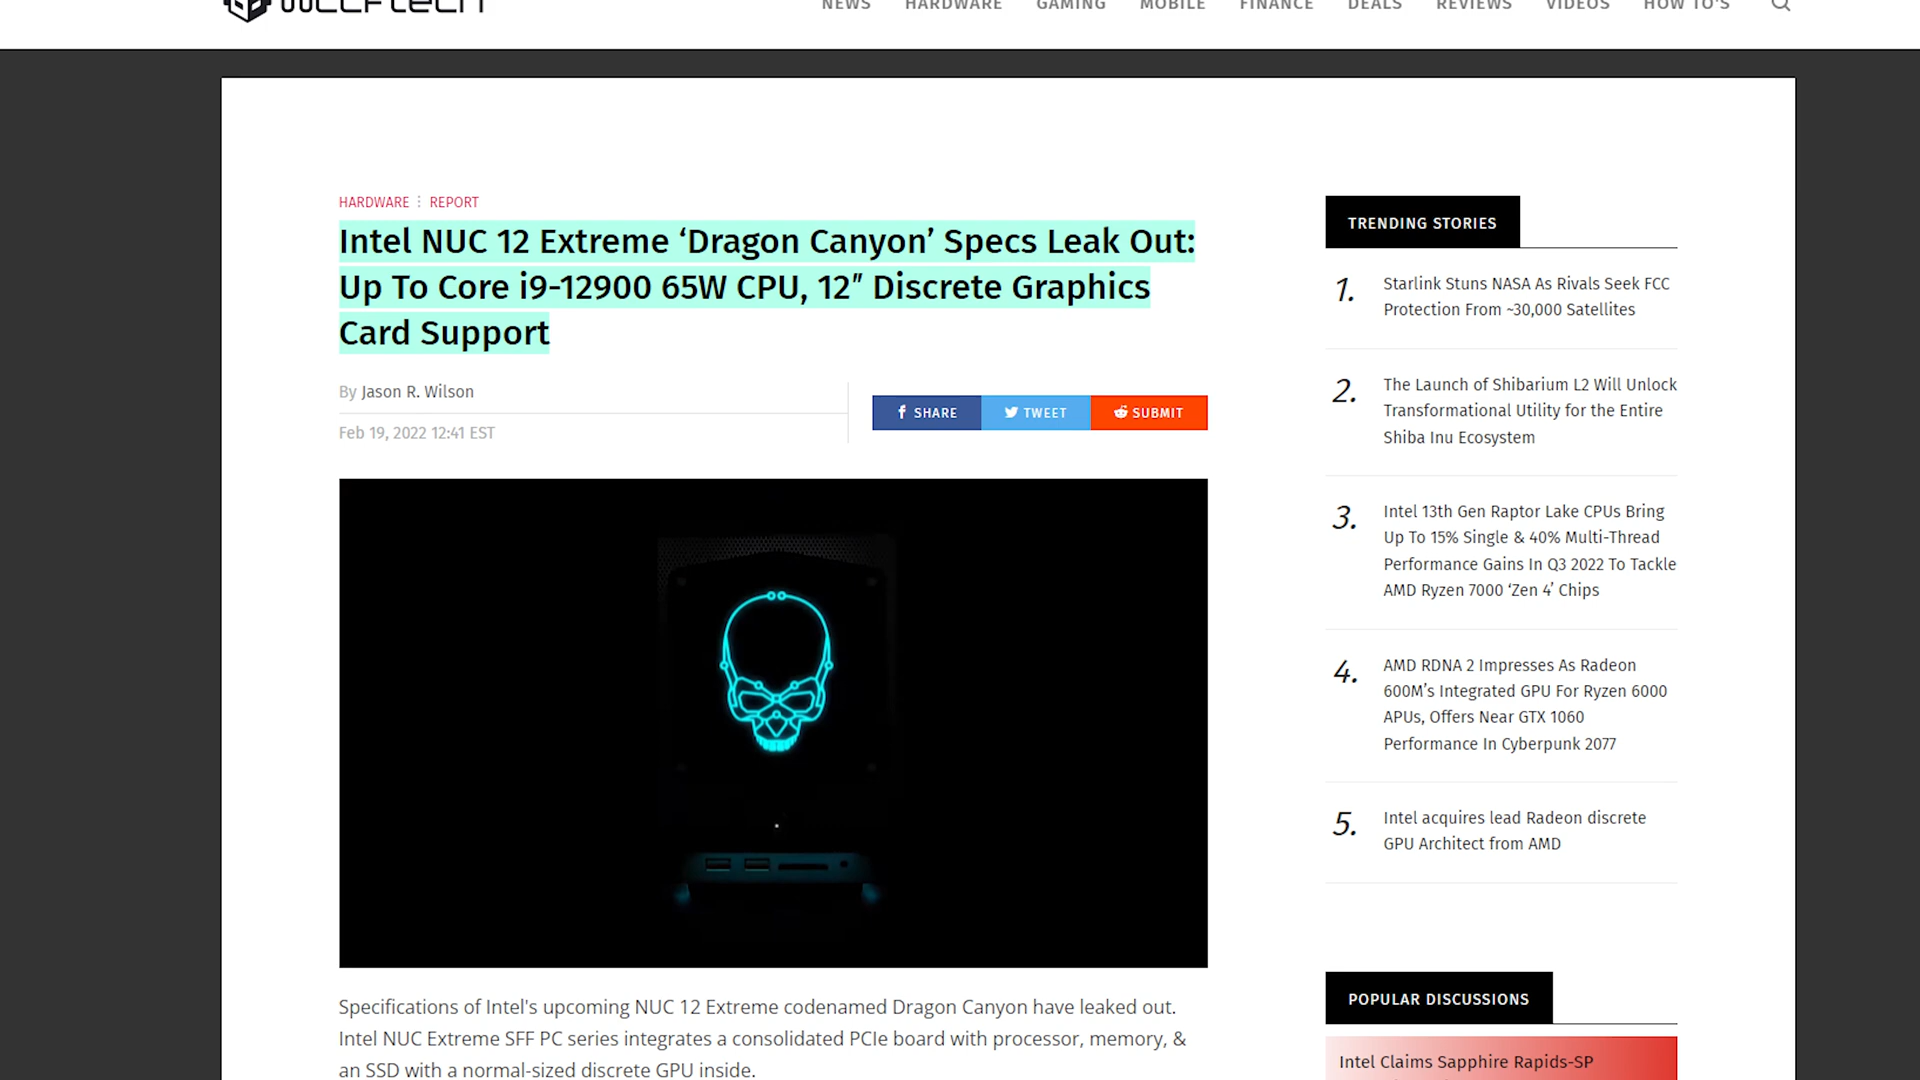 wccftech
NEWS HARDWARE GAMING MOBILE FINANCE DEALS REVIEWS VIDEOS HOW TO'S
HARDWARE ⋮ REPORT
Intel NUC 12 Extreme ‘Dragon Canyon’ Specs Leak Out:
Up To Core i9-12900 65W CPU, 12″ Discrete Graphics
Card Support
By Jason R. Wilson
Feb 19, 2022 12:41 EST
SHARE TWEET SUBMIT
Specifications of Intel's upcoming NUC 12 Extreme codenamed Dragon Canyon have leaked out.
Intel NUC Extreme SFF PC series integrates a consolidated PCIe board with processor, memory, &
an SSD with a normal-sized discrete GPU inside.
TRENDING STORIES
1.
Starlink Stuns NASA As Rivals Seek FCC
Protection From ~30,000 Satellites
2.
The Launch of Shibarium L2 Will Unlock
Transformational Utility for the Entire
Shiba Inu Ecosystem
3.
Intel 13th Gen Raptor Lake CPUs Bring
Up To 15% Single & 40% Multi-Thread
Performance Gains In Q3 2022 To Tackle
AMD Ryzen 7000 ‘Zen 4’ Chips
4.
AMD RDNA 2 Impresses As Radeon
600M’s Integrated GPU For Ryzen 6000
APUs, Offers Near GTX 1060
Performance In Cyberpunk 2077
5.
Intel acquires lead Radeon discrete
GPU Architect from AMD
POPULAR DISCUSSIONS
Intel Claims Sapphire Rapids-SP